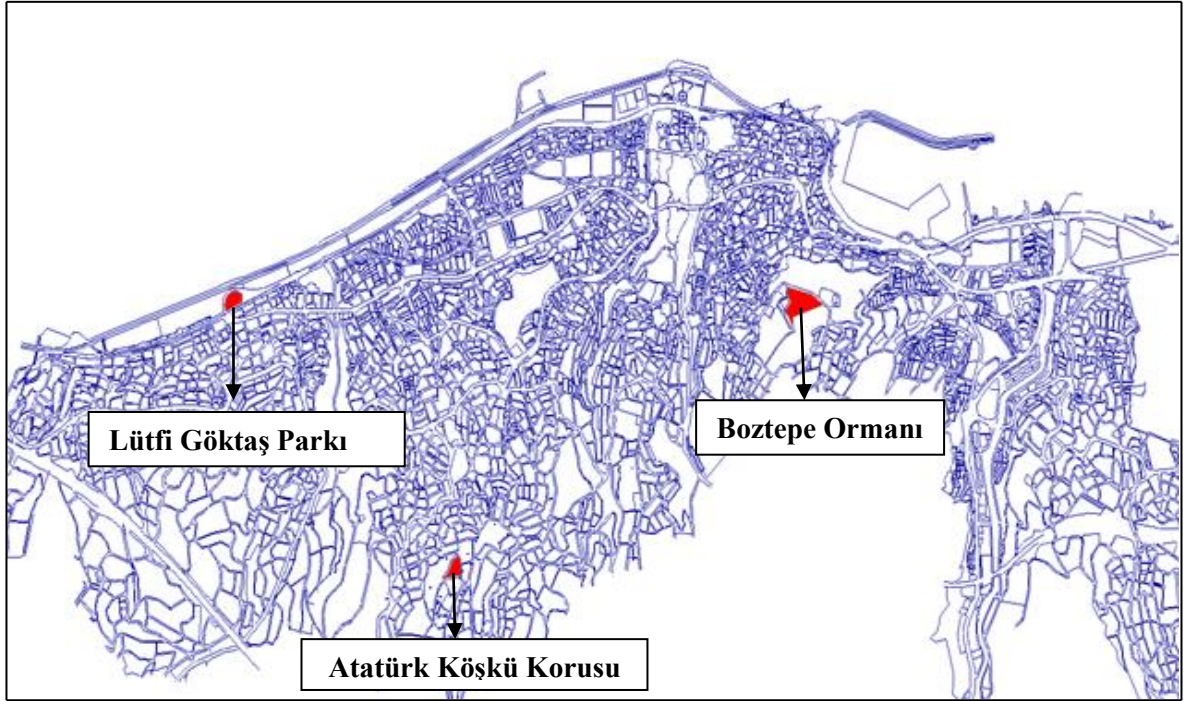 Lütfi Göktaş Parkı
Boztepe Ormanı
Atatürk Köşkü Korusu